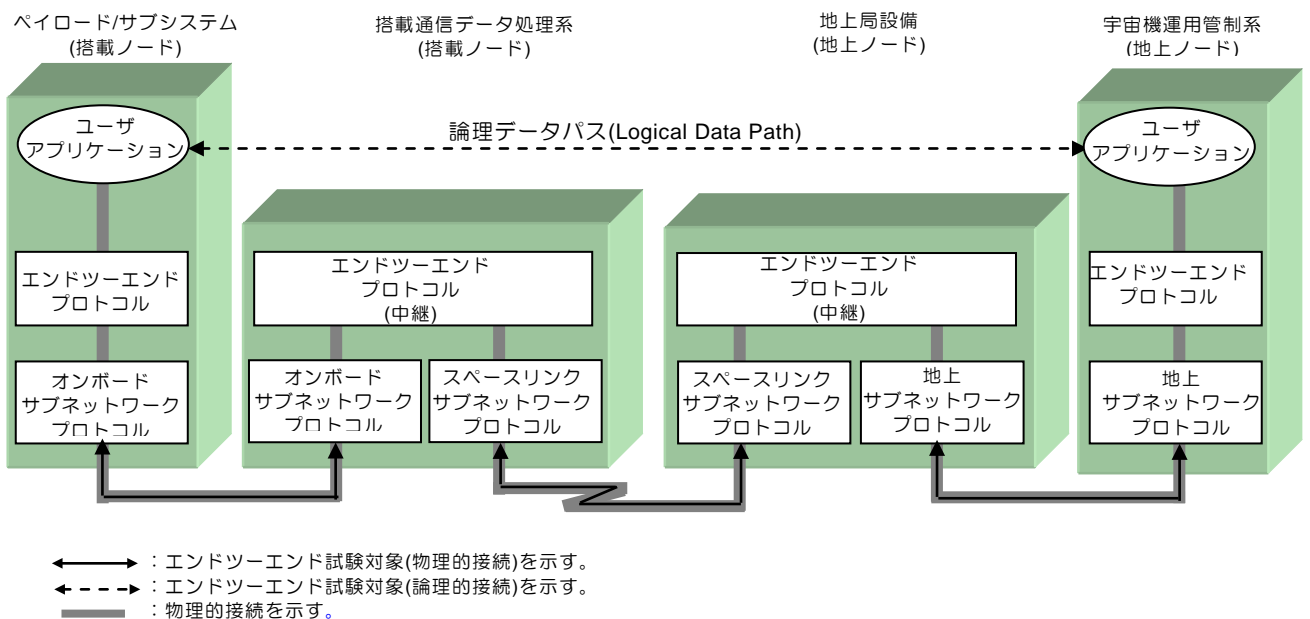 ペイロード/サブシステム
(搭載ノード)
搭載通信データ処理系
(搭載ノード)
地上局設備
(地上ノード)
宇宙機運用管制系
(地上ノード)
ユーザ
アプリケーション
論理データパス(Logical Data Path)
ユーザ
アプリケーション
エンドツーエンド
プロトコル
エンドツーエンド
プロトコル
(中継)
エンドツーエンド
プロトコル
(中継)
エンドツーエンド
プロトコル
オンボード
サブネットワーク
プロトコル
オンボード
サブネットワーク
プロトコル
スペースリンク
サブネットワーク
プロトコル
スペースリンク
サブネットワーク
プロトコル
地上
サブネットワーク
プロトコル
地上
サブネットワーク
プロトコル
：エンドツーエンド試験対象(物理的接続)を示す。
：エンドツーエンド試験対象(論理的接続)を示す。
：物理的接続を示す。